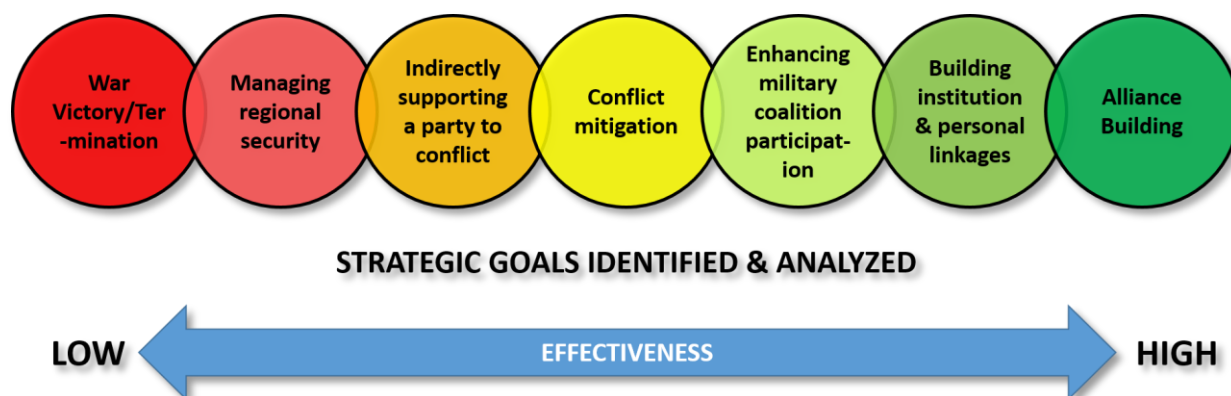 War
Victory/Ter
-mination
Managing
regional
security
Indirectly
supporting
a party to
conflict
Conflict
mitigation
Enhancing
military
coalition
participat-
ion
Building
institution
& personal
linkages
Alliance
Building
STRATEGIC GOALS IDENTIFIED & ANALYZED
LOW
EFFECTIVENESS
HIGH